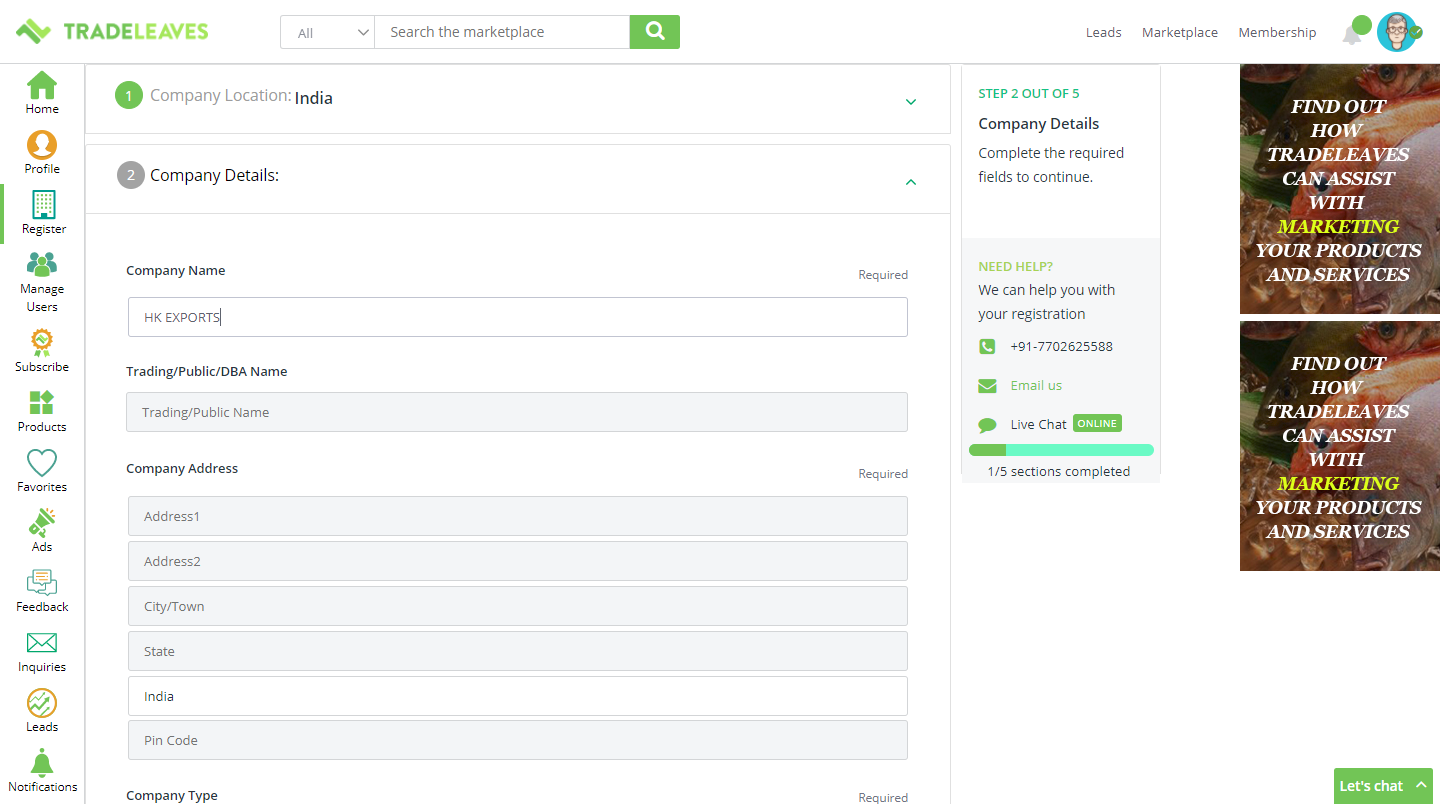 TRADELEAVES
All
Search the marketplace
Leads
Marketplace
Membership
Home
Profile
Register
Manage
Users
Subscribe
Products
Favorites
Ads
Feedback
Inquiries
Leads
Notifications
1 Company Location: India
2 Company Details:
Company Name
Required
HK EXPORTS
Trading/Public/DBA Name
Trading/Public Name
Company Address
Required
Address1
Address2
City/Town
State
India
Pin Code
Company Type
Required
STEP 2 OUT OF 5
Company Details
Complete the required
fields to continue.
NEED HELP?
We can help you with
your registration
+91-7702625588
Email us
Live Chat ONLINE
1/5 sections completed
FIND OUT
HOW
TRADELEAVES
CAN ASSIST
WITH
MARKETING
YOUR PRODUCTS
AND SERVICES
FIND OUT
HOW
TRADELEAVES
CAN ASSIST
WITH
MARKETING
YOUR PRODUCTS
AND SERVICES
Let's chat